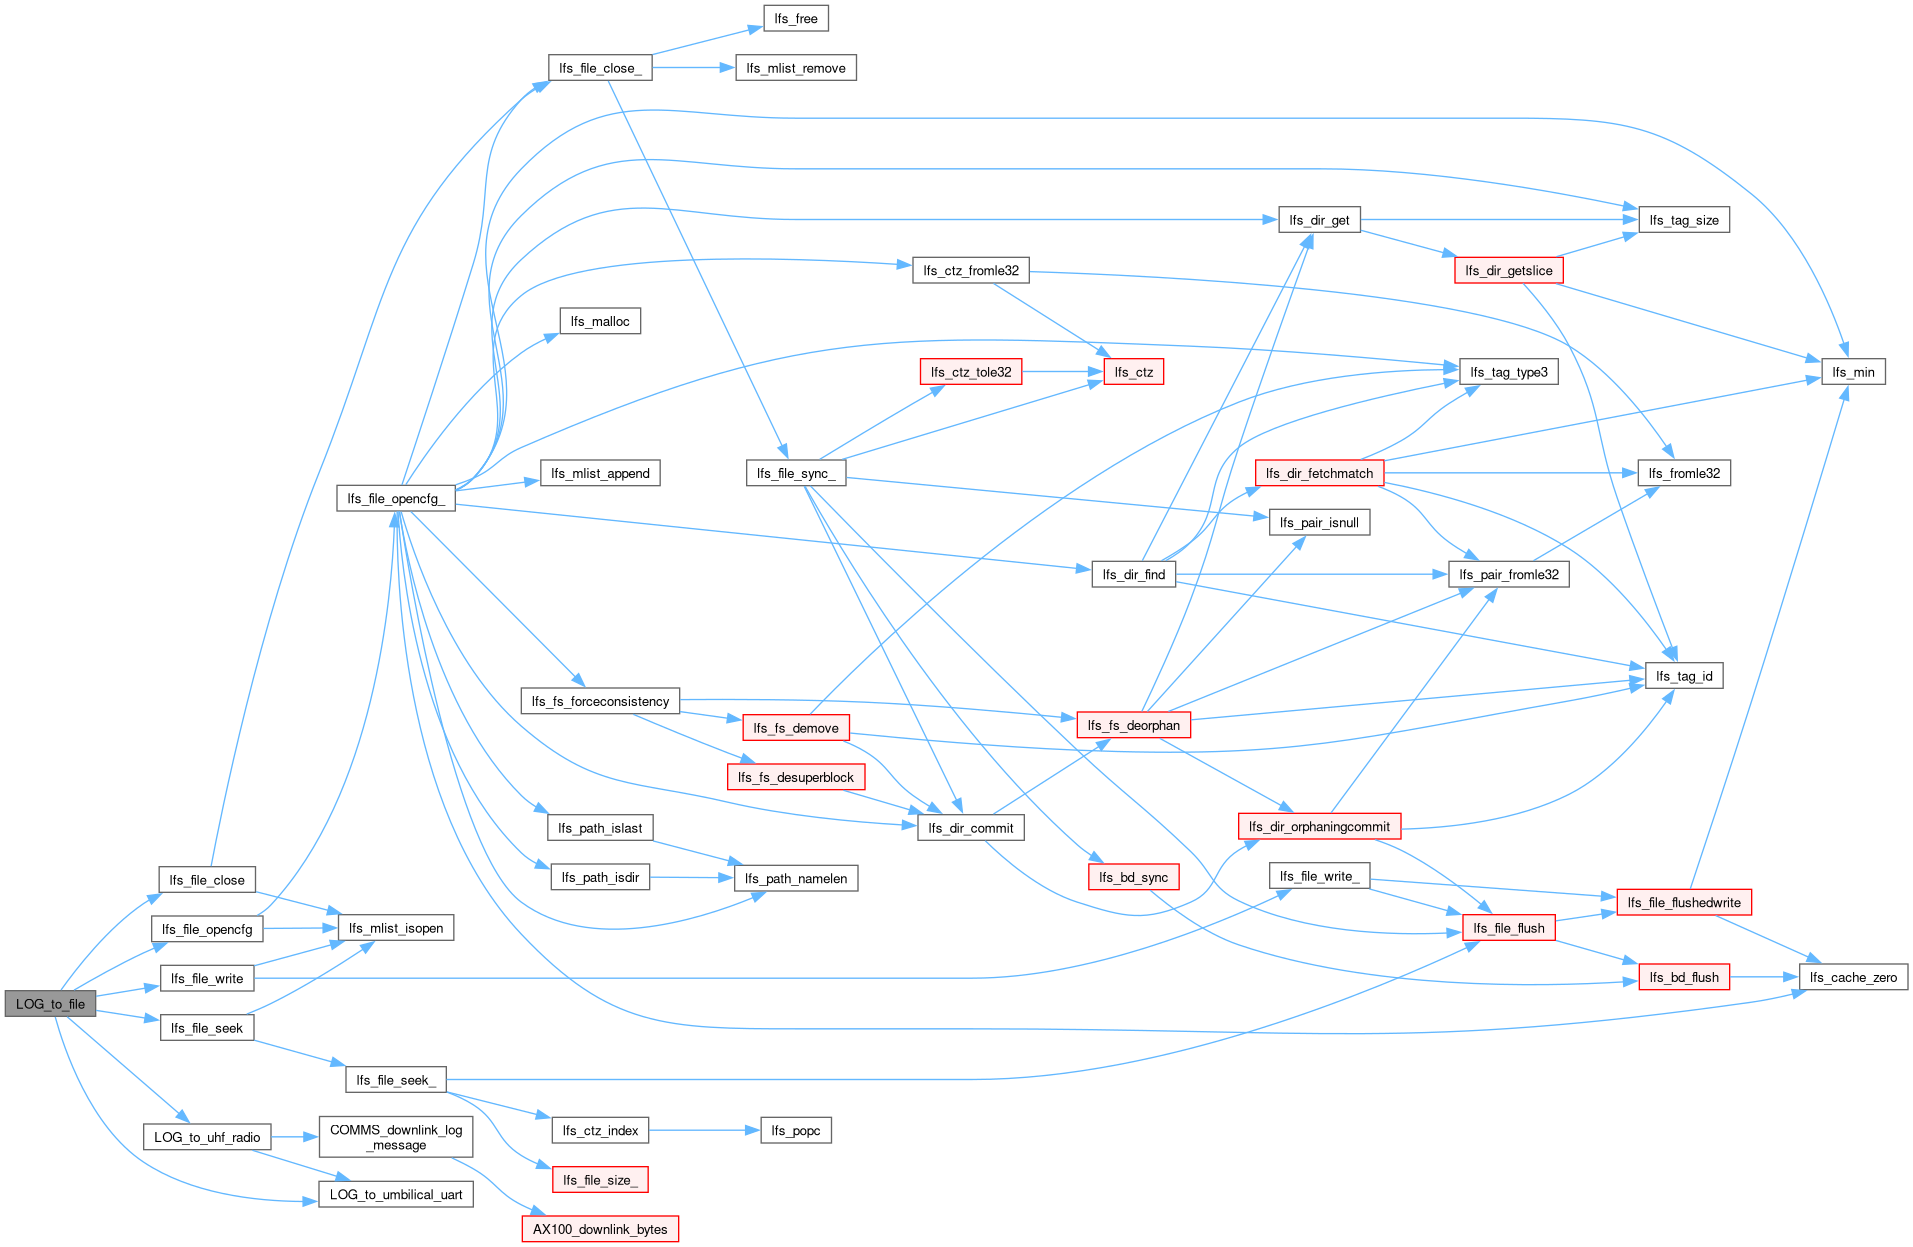 lfs_free
lfs_file_close_
lfs_mlist_remove
lfs_dir_get
lfs_tag_size
lfs_ctz_fromle32
lfs_dir_getslice
lfs_malloc
lfs_ctz_tole32
lfs_ctz
lfs_tag_type3
lfs_min
lfs_file_opencfg_
lfs_mlist_append
lfs_file_sync_
lfs_dir_fetchmatch
lfs_fromle32
lfs_pair_isnull
lfs_dir_find
lfs_pair_fromle32
lfs_tag_id
lfs_fs_forceconsistency
lfs_fs_demove
lfs_fs_deorphan
lfs_fs_desuperblock
lfs_path_islast
lfs_dir_commit
lfs_dir_orphaningcommit
lfs_file_close
lfs_path_isdir
lfs_path_namelen
lfs_bd_sync
lfs_file_write_
lfs_file_flushedwrite
lfs_file_opencfg
lfs_mlist_isopen
lfs_file_flush
lfs_file_write
lfs_bd_flush
lfs_cache_zero
LOG_to_file
lfs_file_seek
lfs_file_seek_
LOG_to_uhf_radio
COMMS_downlink_log
_message
lfs_ctz_index
lfs_popc
lfs_file_size_
LOG_to_umbilical_uart
AX100_downlink_bytes